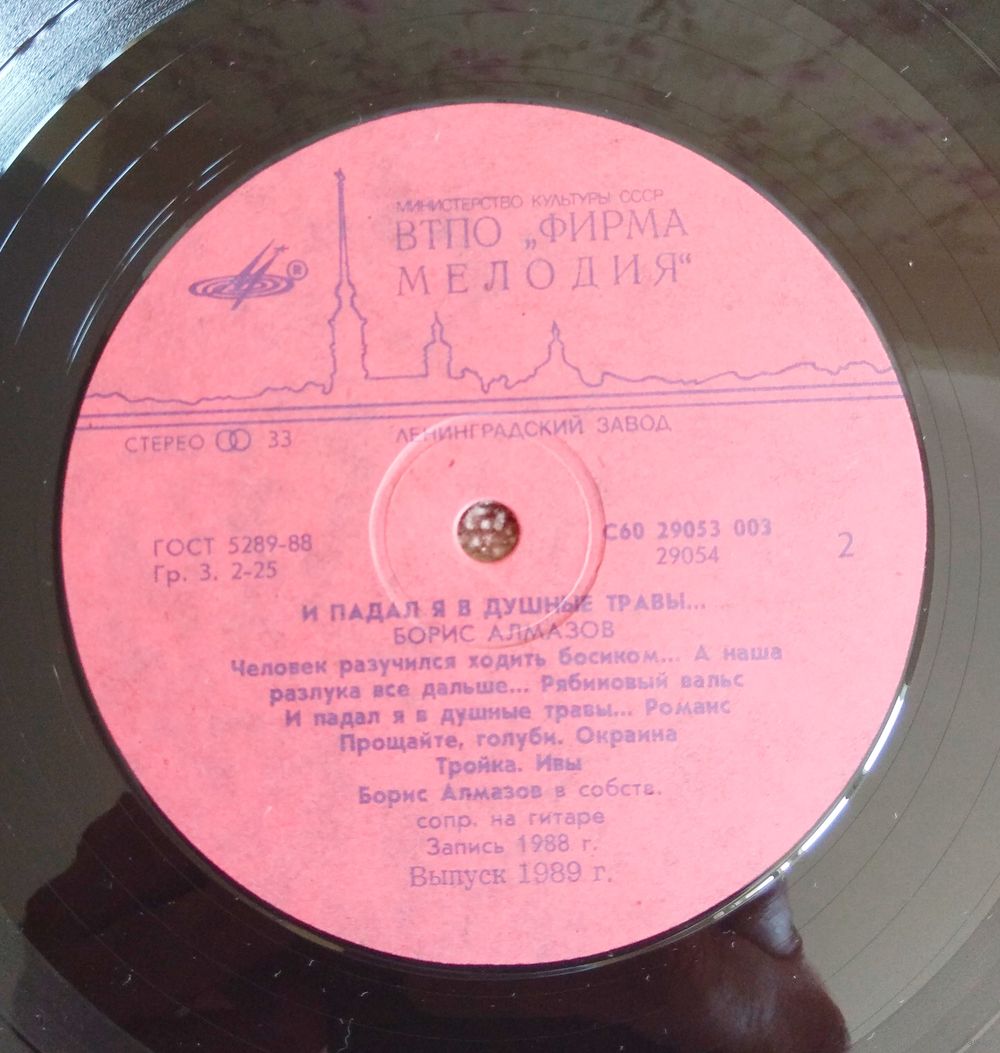 МИНИСТЕРСТВО КУЛЬТУРЫ СССР
ВТПО „ФИРМА
МЕЛОДИЯ“
®
ЛЕНИНГРАДСКИЙ ЗАВОД
СТЕРЕО 33
ГОСТ 5289-88
Гр. 3. 2-25
С60 29053 003
29054
2
И ПАДАЛ Я В ДУШНЫЕ ТРАВЫ...
БОРИС АЛМАЗОВ
Человек разучился ходить босиком... А наша
разлука все дальше... Рябиновый вальс
И падал я в душные травы... Романс
Прощайте, голуби. Окраина
Тройка. Ивы
Борис Алмазов в собств.
сопр. на гитаре
Запись 1988 г.
Выпуск 1989 г.